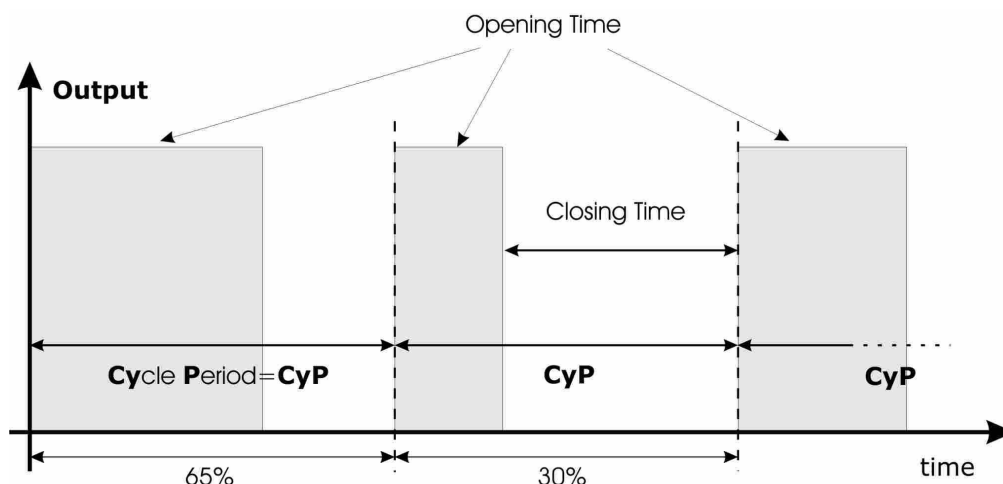 Opening Time
Output
Closing Time
Cycle Period=CyP
CyP
CyP
65%
30%
time